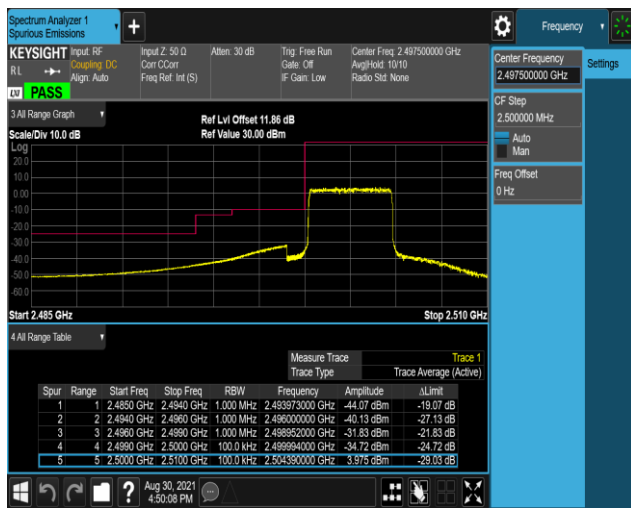 Spectrum Analyzer 1
Spurious Emissions
Frequency
KEYSIGHT
Input: RF
Coupling: DC
Align: Auto
Input Z: 50 Ω
Corr CCorr
Freq Ref: Int (S)
Atten: 30 dB
Trig: Free Run
Gate: Off
IF Gain: Low
Center Freq: 2.497500000 GHz
Avg|Hold: 10/10
Radio Std: None
RL
LXI
PASS
Center Frequency
2.497500000 GHz
Settings
CF Step
2.500000 MHz
Auto
Man
Freq Offset
0 Hz
3 All Range Graph
Ref Lvl Offset 11.86 dB
Scale/Div 10.0 dB
Ref Value 30.00 dBm
Log
20.0
10.0
0.00
-10.0
-20.0
-30.0
-40.0
-50.0
-60.0
Start 2.485 GHz
Stop 2.510 GHz
4 All Range Table
Measure Trace Trace 1
Trace Type Trace Average (Active)
Spur Range Start Freq Stop Freq RBW Frequency Amplitude ΔLimit
1 1 2.4850 GHz 2.4940 GHz 1.000 MHz 2.493973000 GHz -44.07 dBm -19.07 dB
2 2 2.4940 GHz 2.4960 GHz 1.000 MHz 2.496000000 GHz -40.13 dBm -27.13 dB
3 3 2.4960 GHz 2.4990 GHz 1.000 MHz 2.498952000 GHz -31.83 dBm -21.83 dB
4 4 2.4990 GHz 2.5000 GHz 100.0 kHz 2.499994000 GHz -34.72 dBm -24.72 dB
5 5 2.5000 GHz 2.5100 GHz 100.0 kHz 2.504390000 GHz 3.975 dBm -29.03 dB
?
Aug 30, 2021
4:50:08 PM